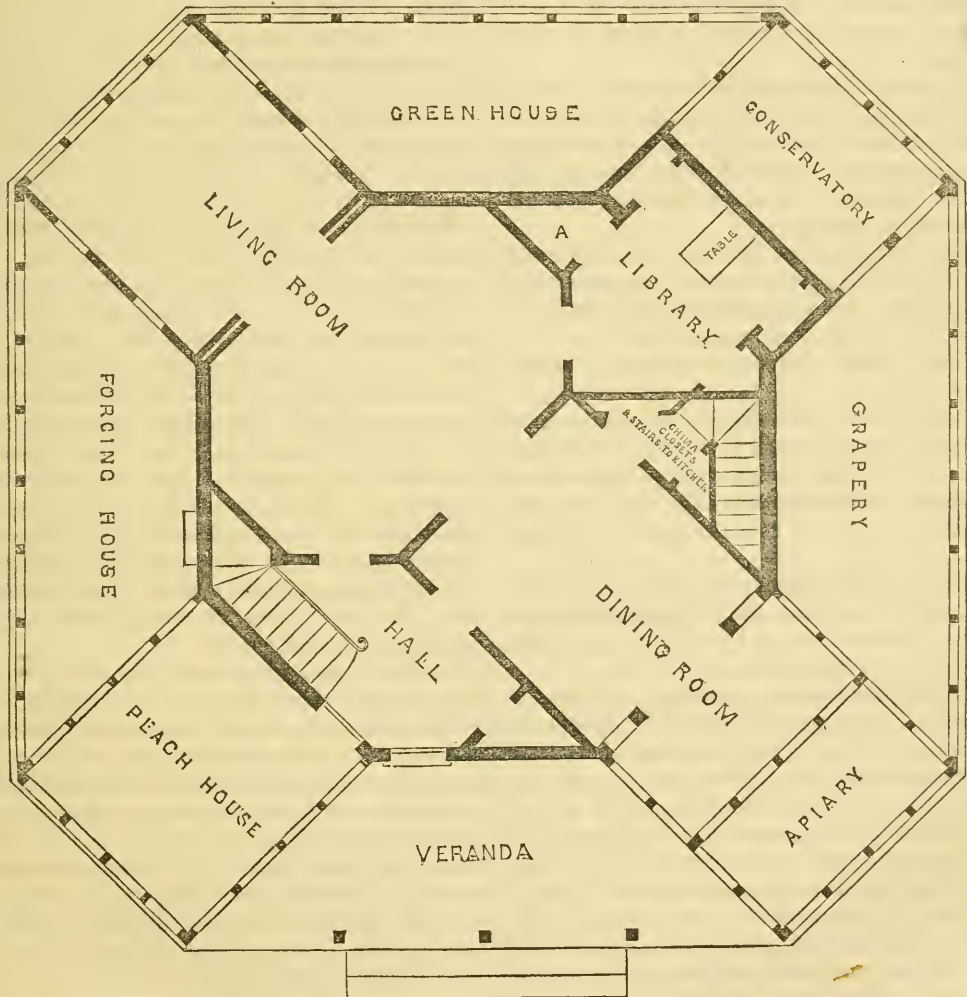 GREEN HOUSE
CONSERVATORY
LIVING ROOM
A
TABLE
LIBRARY
FORCING HOUSE
CHINA
CLOSETS
& STAIRS TO KITCHEN
GRAPERY
HALL
DINING ROOM
PEACH HOUSE
APIARY
VERANDA